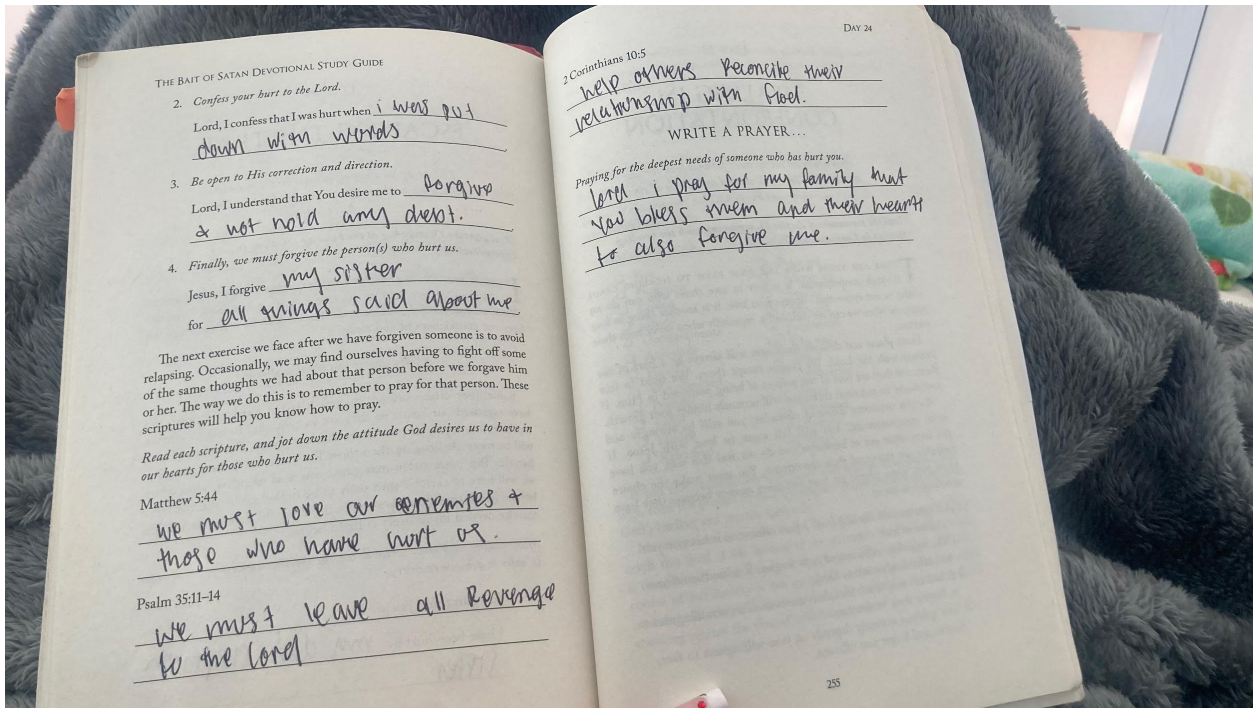 THE BAIT OF SATAN DEVOTIONAL STUDY GUIDE
2. Confess your hurt to the Lord.
Lord, I confess that I was hurt when i was put
down with words.
3. Be open to His correction and direction.
Lord, I understand that You desire me to forgive
& not hold any debt.
4. Finally, we must forgive the person(s) who hurt us.
Jesus, I forgive my sister
for all things said about me.
The next exercise we face after we have forgiven someone is to avoid
relapsing. Occasionally, we may find ourselves having to fight off some
of the same thoughts we had about that person before we forgave him
or her. The way we do this is to remember to pray for that person. These
scriptures will help you know how to pray.
Read each scripture, and jot down the attitude God desires us to have in
our hearts for those who hurt us.
Matthew 5:44
we must love our enemies &
those who have hurt us.
Psalm 35:11–14
we must leave all Revenge
to the Lord
DAY 24
2 Corinthians 10:5
help others Reconcile their
relationship with God.
WRITE A PRAYER…
Praying for the deepest needs of someone who has hurt you.
lord i pray for my family that
You bless them and their hearts
to also forgive me.
255